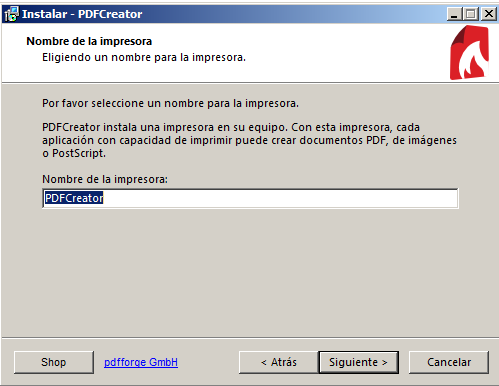 Instalar - PDFCreator
Nombre de la impresora
Eligiendo un nombre para la impresora.
Por favor seleccione un nombre para la impresora.
PDFCreator instala una impresora en su equipo. Con esta impresora, cada
aplicación con capacidad de imprimir puede crear documentos PDF, de imágenes
o PostScript.
Nombre de la impresora:
PDFCreator
Shop
pdfforge GmbH
< Atrás
Siguiente >
Cancelar